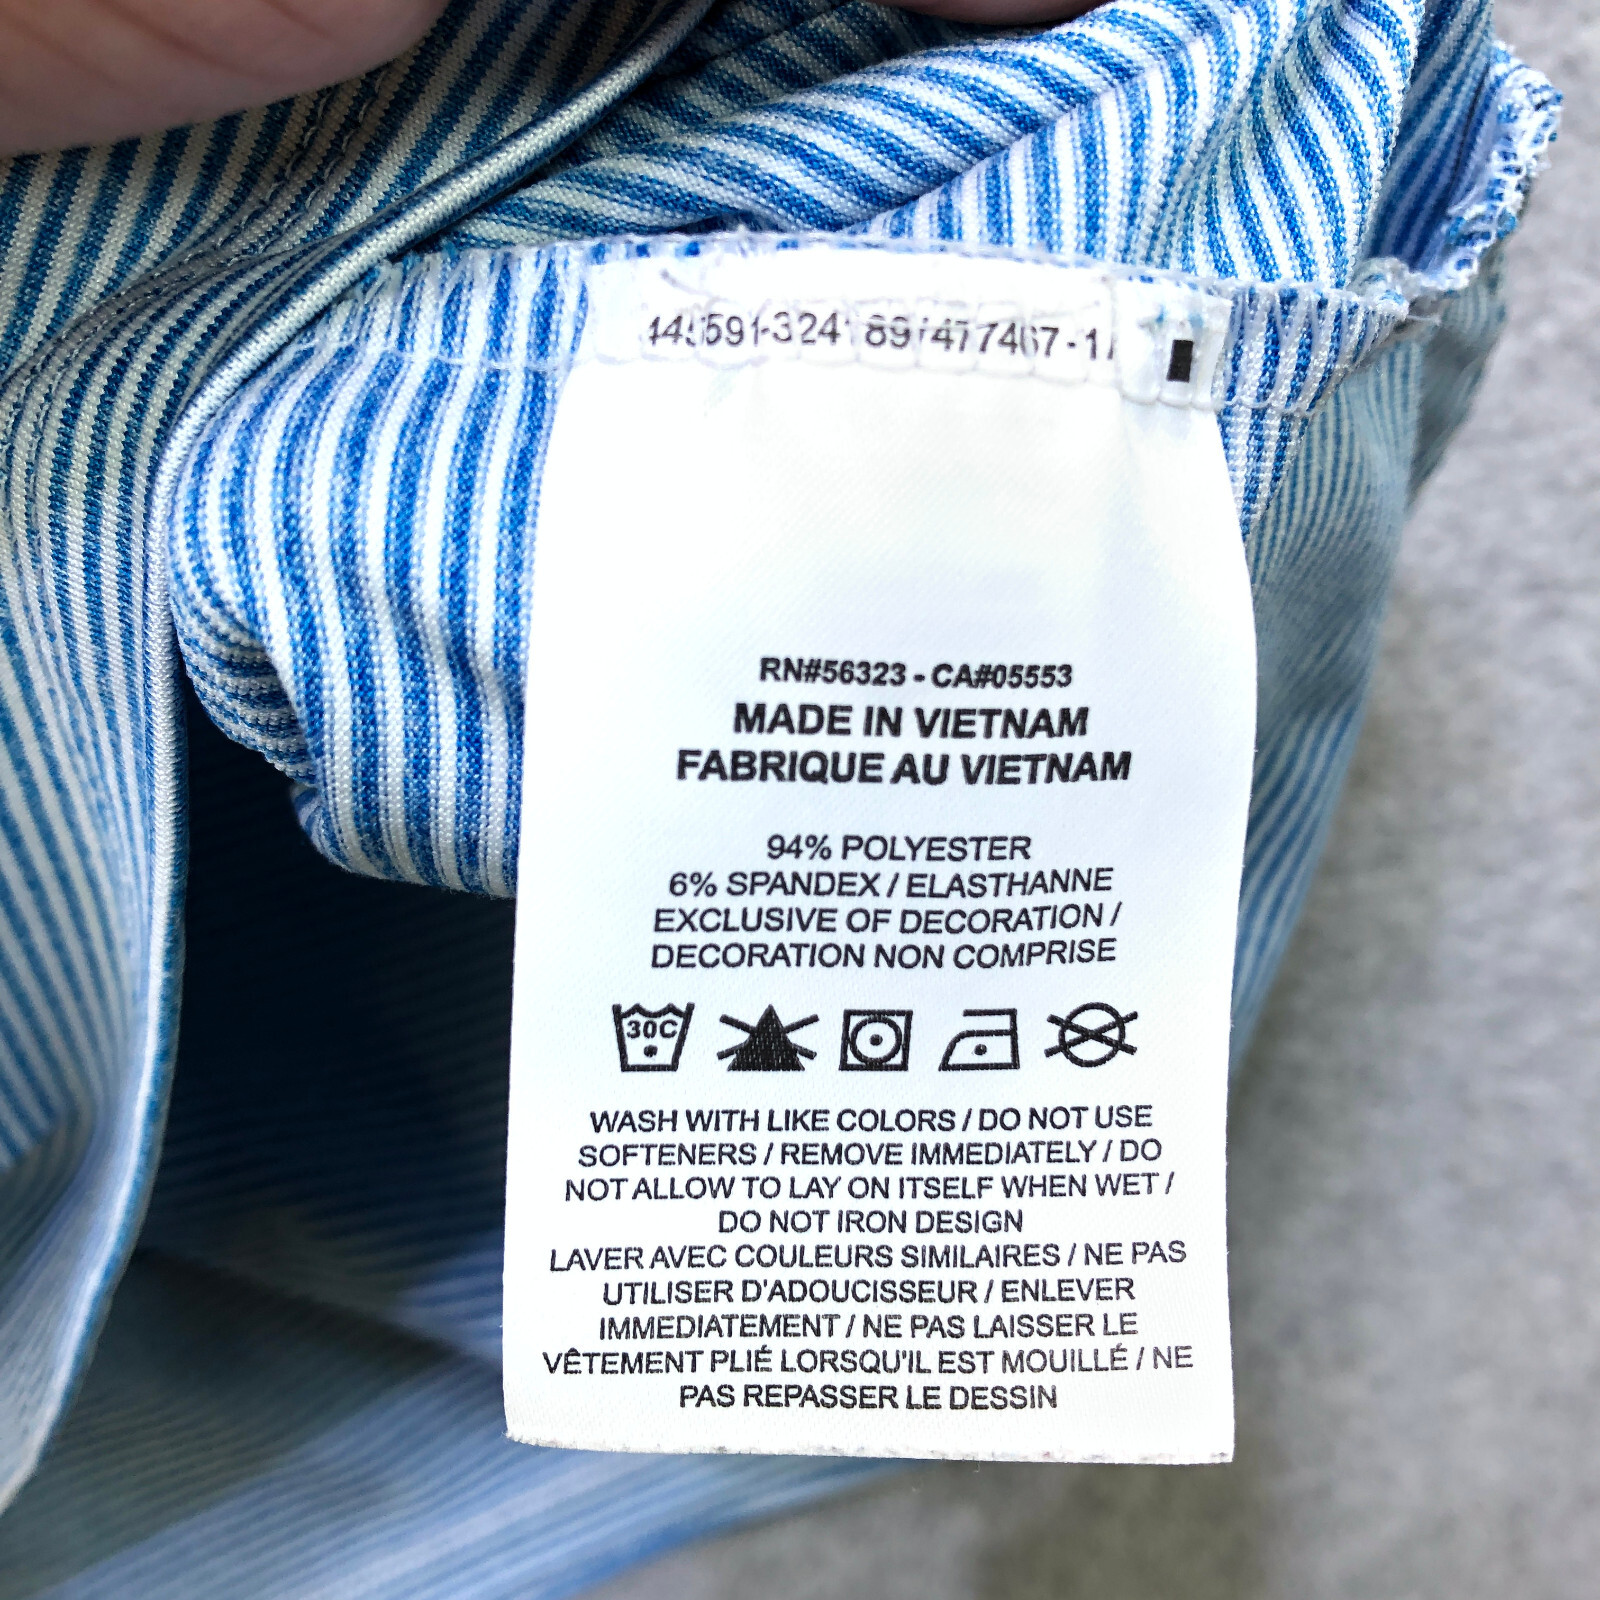 RN#56323 - CA#05553
MADE IN VIETNAM
FABRIQUE AU VIETNAM
94% POLYESTER
6% SPANDEX / ELASTHANNE
EXCLUSIVE OF DECORATION /
DECORATION NON COMPRISE
30C
WASH WITH LIKE COLORS / DO NOT USE
SOFTENERS / REMOVE IMMEDIATELY / DO
NOT ALLOW TO LAY ON ITSELF WHEN WET /
DO NOT IRON DESIGN
LAVER AVEC COULEURS SIMILAIRES / NE PAS
UTILISER D'ADOUCISSEUR / ENLEVER
IMMEDIATEMENT / NE PAS LAISSER LE
VÊTEMENT PLIÉ LORSQU'IL EST MOUILLÉ / NE
PAS REPASSER LE DESSIN